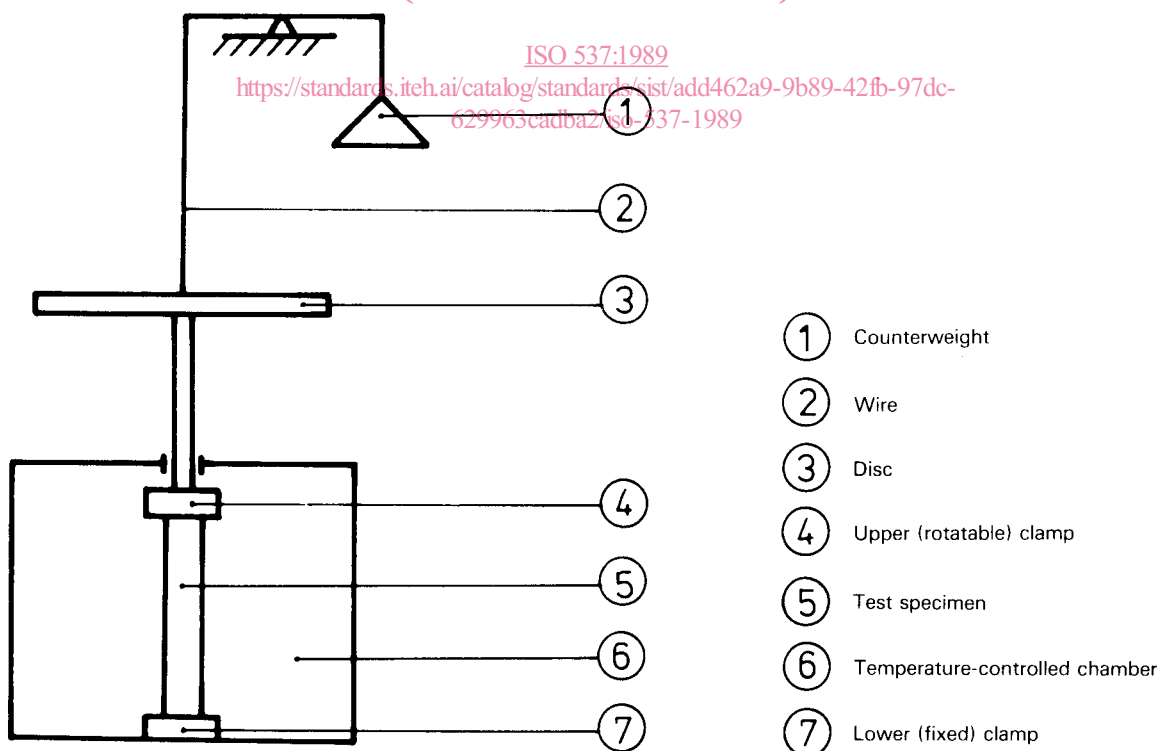 ISO 537:1989
https://standards.iteh.ai/catalog/standards/sist/add462a9-9b89-42fb-97dc-
629963cadba2/iso-537-1989
1
2
3
4
5
6
7
1 Counterweight
2 Wire
3 Disc
4 Upper (rotatable) clamp
5 Test specimen
6 Temperature-controlled chamber
7 Lower (fixed) clamp